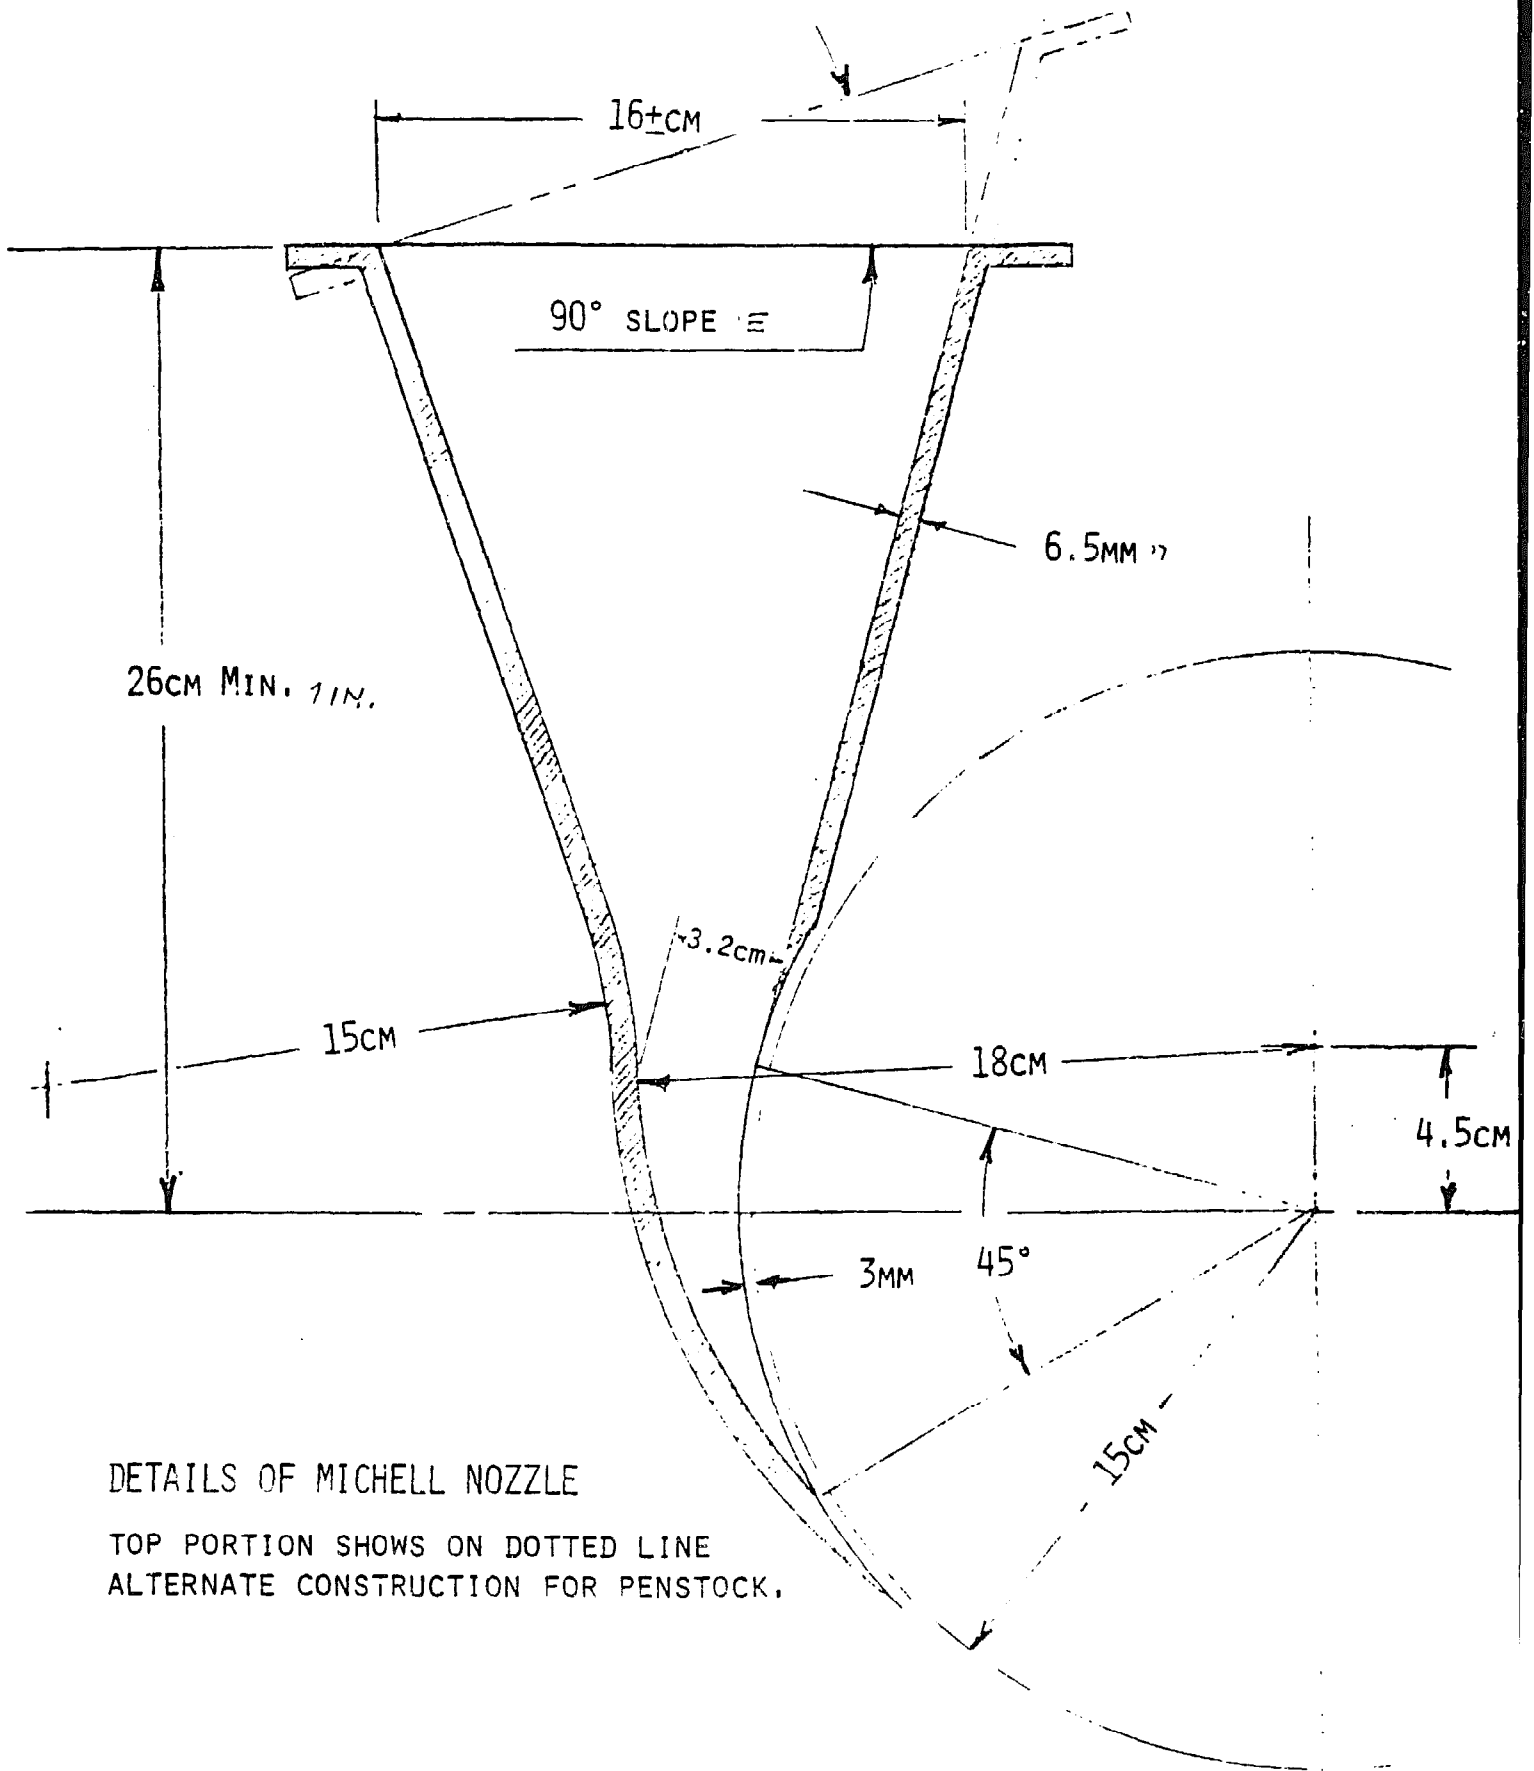 16±CM
90° SLOPE
6.5MM
26CM MIN.
3.2cm
15CM
18CM
4.5CM
45°
3MM
15CM
DETAILS OF MICHELL NOZZLE
TOP PORTION SHOWS ON DOTTED LINE
ALTERNATE CONSTRUCTION FOR PENSTOCK.